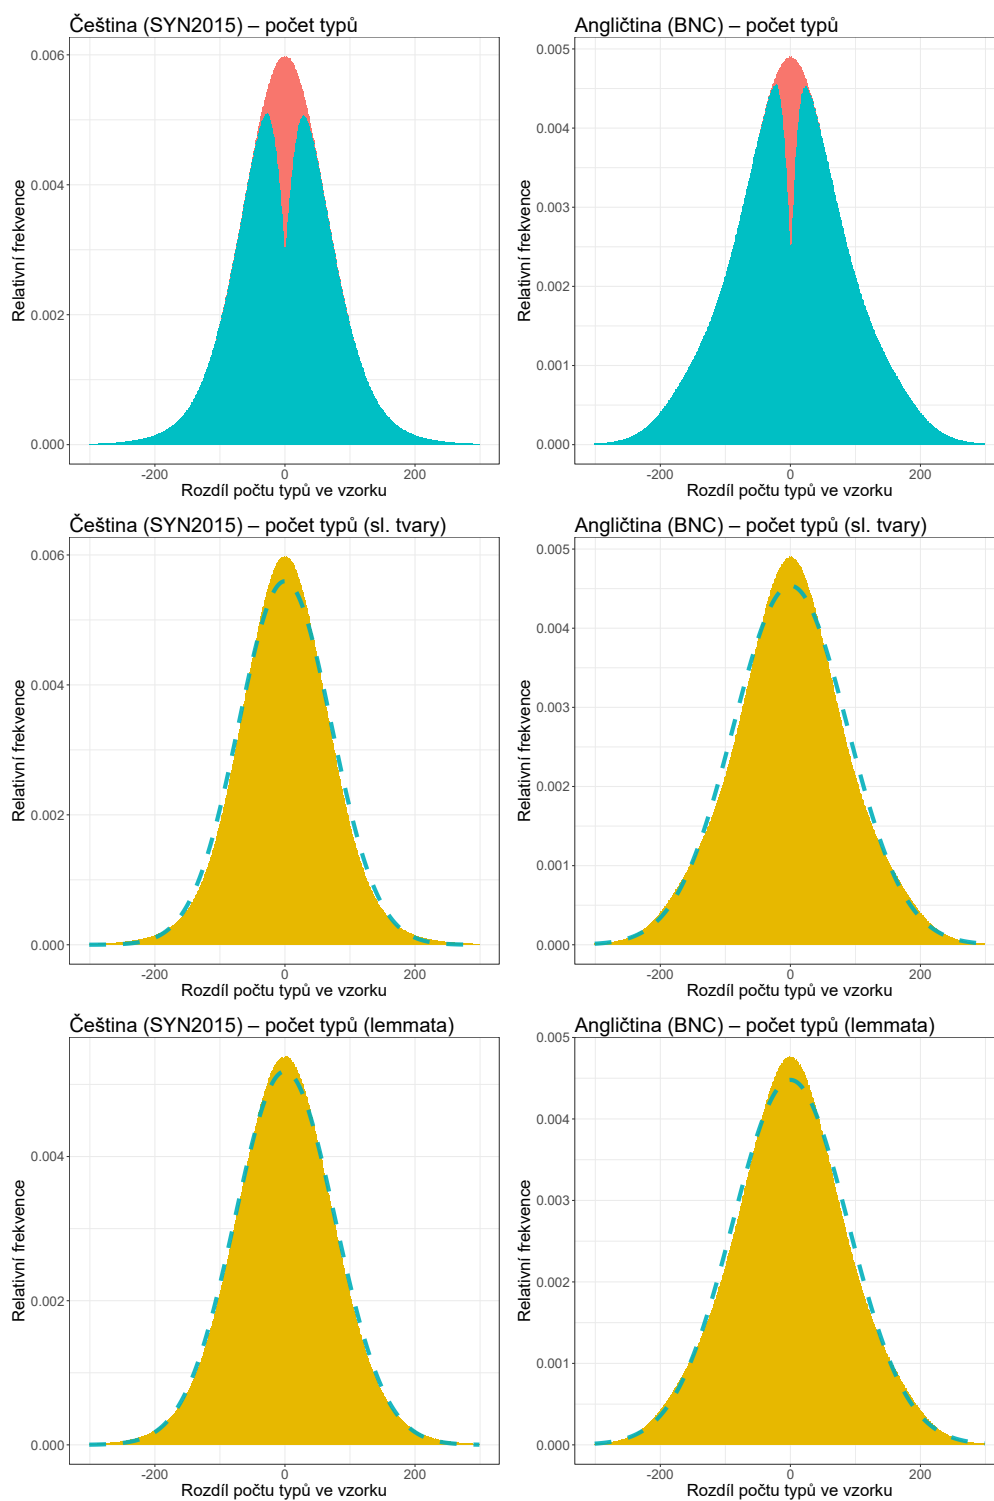 Čeština (SYN2015) – počet typů
0.006
0.004
0.002
0.000
Relativní frekvence
-200 0 200
Rozdíl počtu typů ve vzorku
Angličtina (BNC) – počet typů
0.005
0.004
0.003
0.002
0.001
0.000
Relativní frekvence
-200 0 200
Rozdíl počtu typů ve vzorku
Čeština (SYN2015) – počet typů (sl. tvary)
0.006
0.004
0.002
0.000
Relativní frekvence
-200 0 200
Rozdíl počtu typů ve vzorku
Angličtina (BNC) – počet typů (sl. tvary)
0.005
0.004
0.003
0.002
0.001
0.000
Relativní frekvence
-200 0 200
Rozdíl počtu typů ve vzorku
Čeština (SYN2015) – počet typů (lemmata)
0.004
0.002
0.000
Relativní frekvence
-200 0 200
Rozdíl počtu typů ve vzorku
Angličtina (BNC) – počet typů (lemmata)
0.005
0.004
0.003
0.002
0.001
0.000
Relativní frekvence
-200 0 200
Rozdíl počtu typů ve vzorku